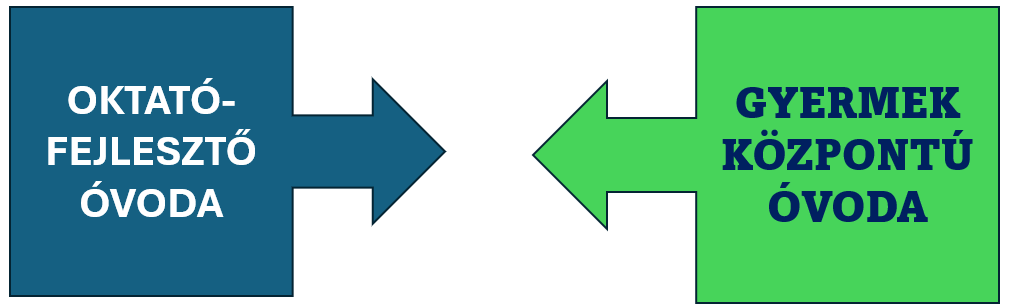 OKTATÓ-
FEJLESZTŐ
ÓVODA
GYERMEK
KÖZPONTÚ
ÓVODA